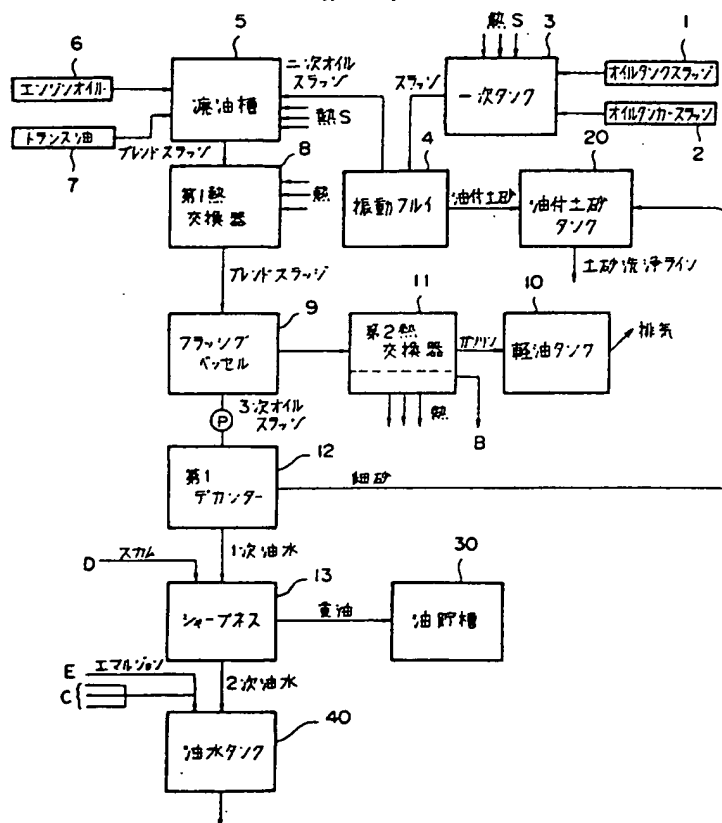 熱 S
5
3
1
6
二次オイル
スラッジ
スラッジ
エンジンオイル
廃油槽
一次タンク
オイルタンクスラッジ
熱S
オイルタンカースラッジ
トランス油
2
7
ブレンドスラッジ
8
4
20
第1熱
交換器
熱
振動フルイ
油付土砂
油付土砂
タンク
土砂洗浄ライン
ブレンドスラッジ
9
11
10
排気
フラッシング
ベッセル
第2熱
交換器
ガソリン
軽油タンク
P
3次オイル
スラッジ
熱
B
12
第1
デカンター
細砂
スカム
D
1次油水
13
30
シャープネス
重油
油貯槽
E
エマルジョン
C
2次油水
40
油水タンク